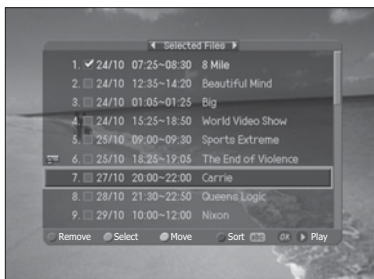 Selected Files
1. 24/10 07:25~08:30 8 Mile
2. 24/10 12:35~14:20 Beautiful Mind
3. 24/10 01:05~01:25 Big
4. 24/10 15:25~18:50 World Video Show
5. 25/10 09:00~09:30 Sports Extreme
6. 25/10 18:25~19:05 The End of Violence
7. 27/10 20:00~22:00 Carrie
8. 28/10 21:30~22:50 Queens Logic
9. 29/10 10:00~12:00 Nixon
Remove Select Move Sort abc OK Play